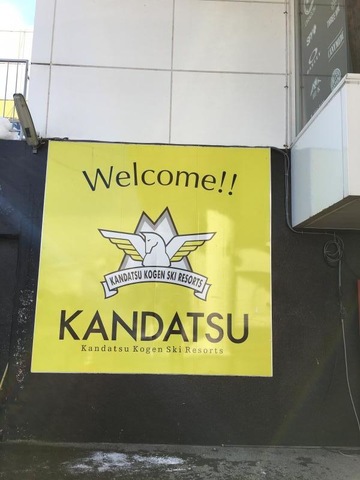 Welcome!!
KANDATSU KOGEN SKI RESORTS
KANDATSU
Kandatsu Kogen Ski Resorts